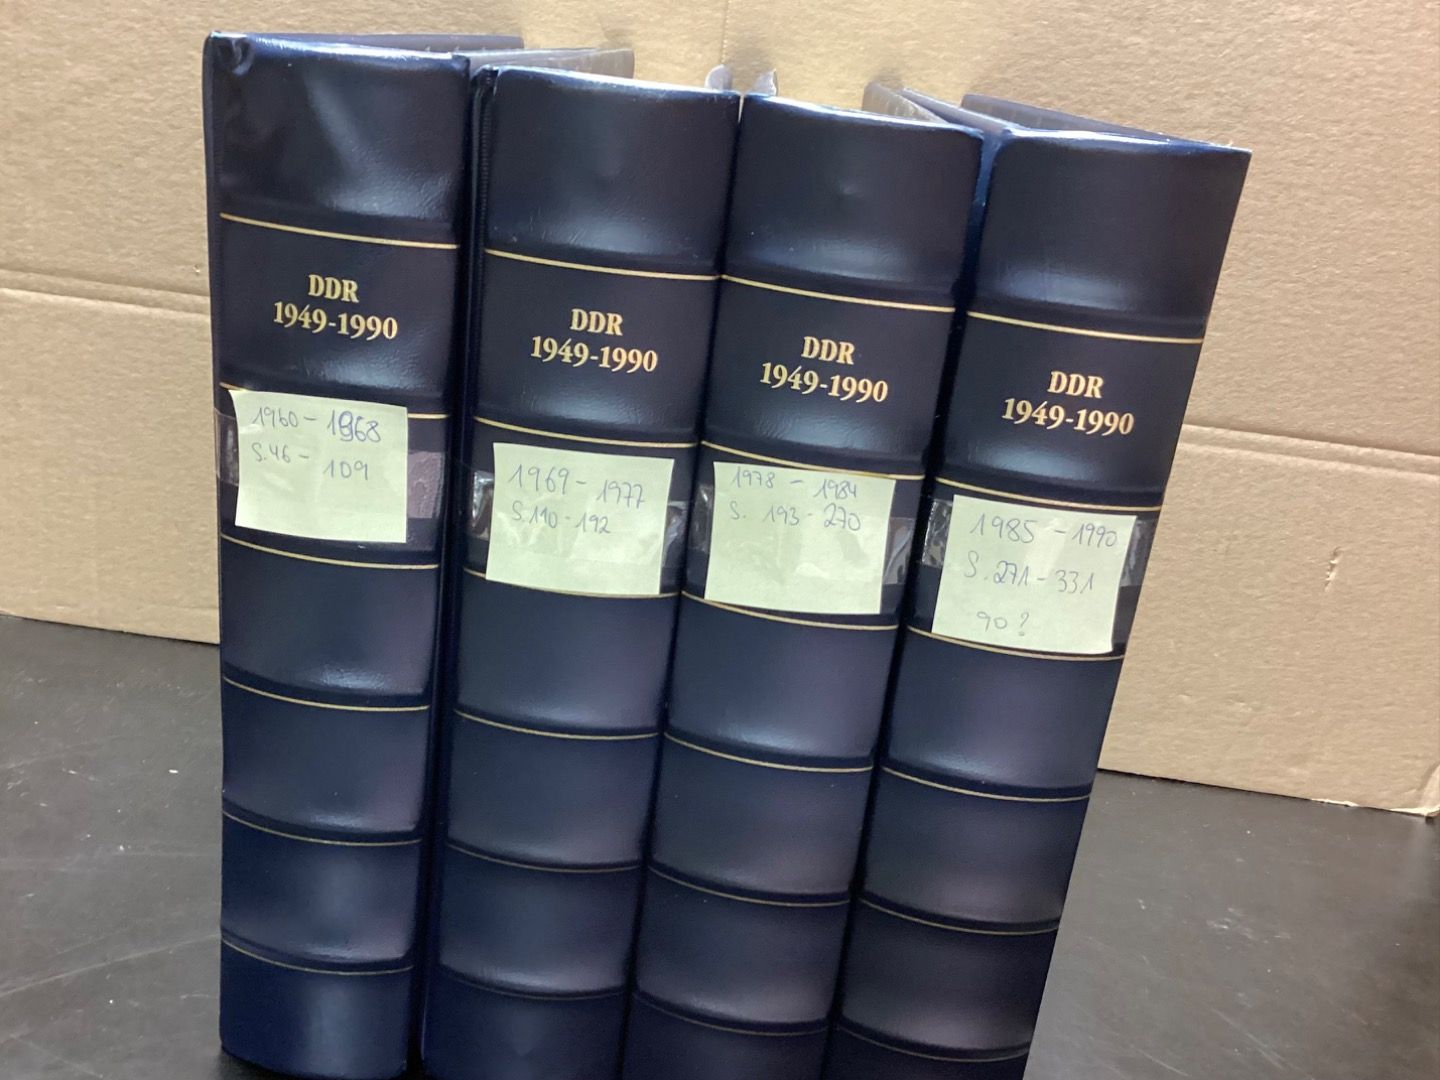 DDR
1949-1990
1960 - 1968
S.46 - 109
DDR
1949-1990
1969 - 1977
S.110 - 192
DDR
1949-1990
1978 - 1984
S. 193 - 270
DDR
1949-1990
1985 - 1990
S. 271 - 331
90?